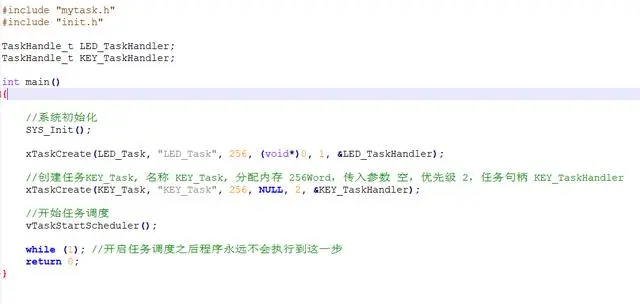 #include "mytask.h"
#include "init.h"
TaskHandle_t LED_TaskHandler;
TaskHandle_t KEY_TaskHandler;
int main()
{
//系统初始化
SYS_Init();
xTaskCreate(LED_Task, "LED_Task", 256, (void*)0, 1, &LED_TaskHandler);
//创建任务KEY_Task, 名称 KEY_Task, 分配内存 256Word, 传入参数 空, 优先级 2, 任务句柄 KEY_TaskHandler
xTaskCreate(KEY_Task, "KEY_Task", 256, NULL, 2, &KEY_TaskHandler);
//开始任务调度
vTaskStartScheduler();
while (1); //开启任务调度之后程序永远不会执行到这一步
return 0;
}